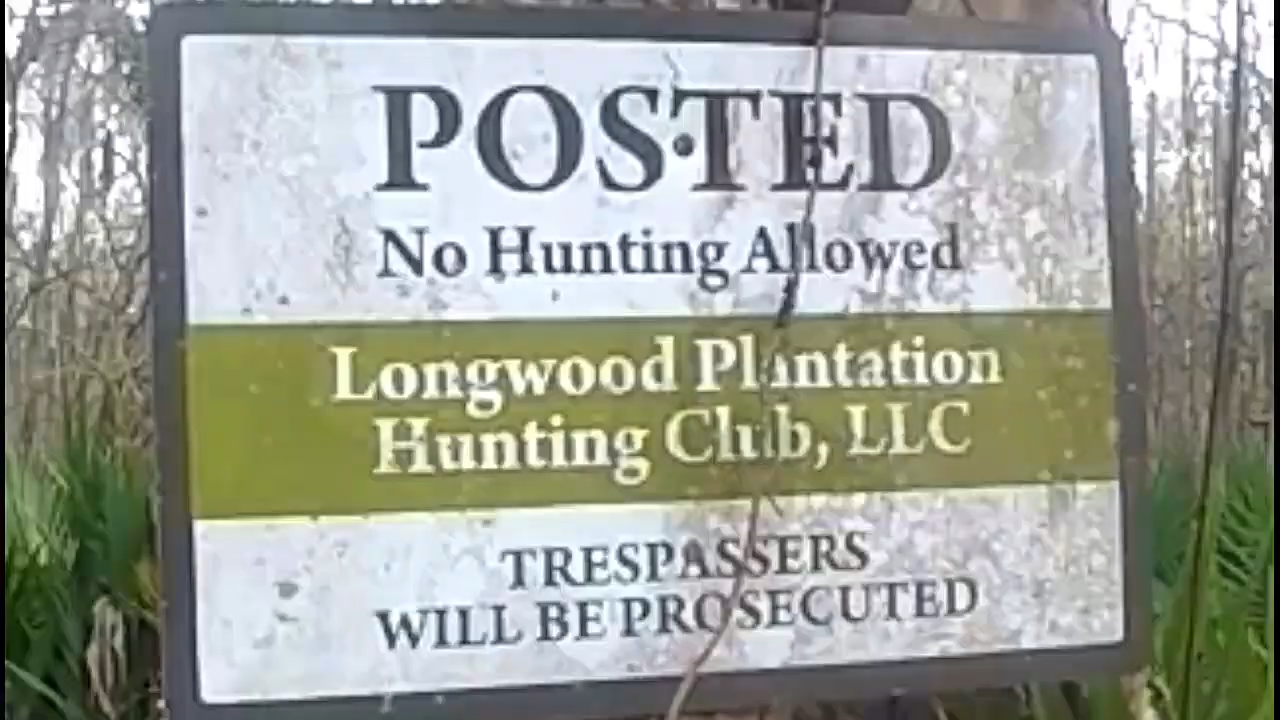 POSTED
No Hunting Allowed
Longwood Plantation
Hunting Club, LLC
TRESPASSERS
WILL BE PROSECUTED